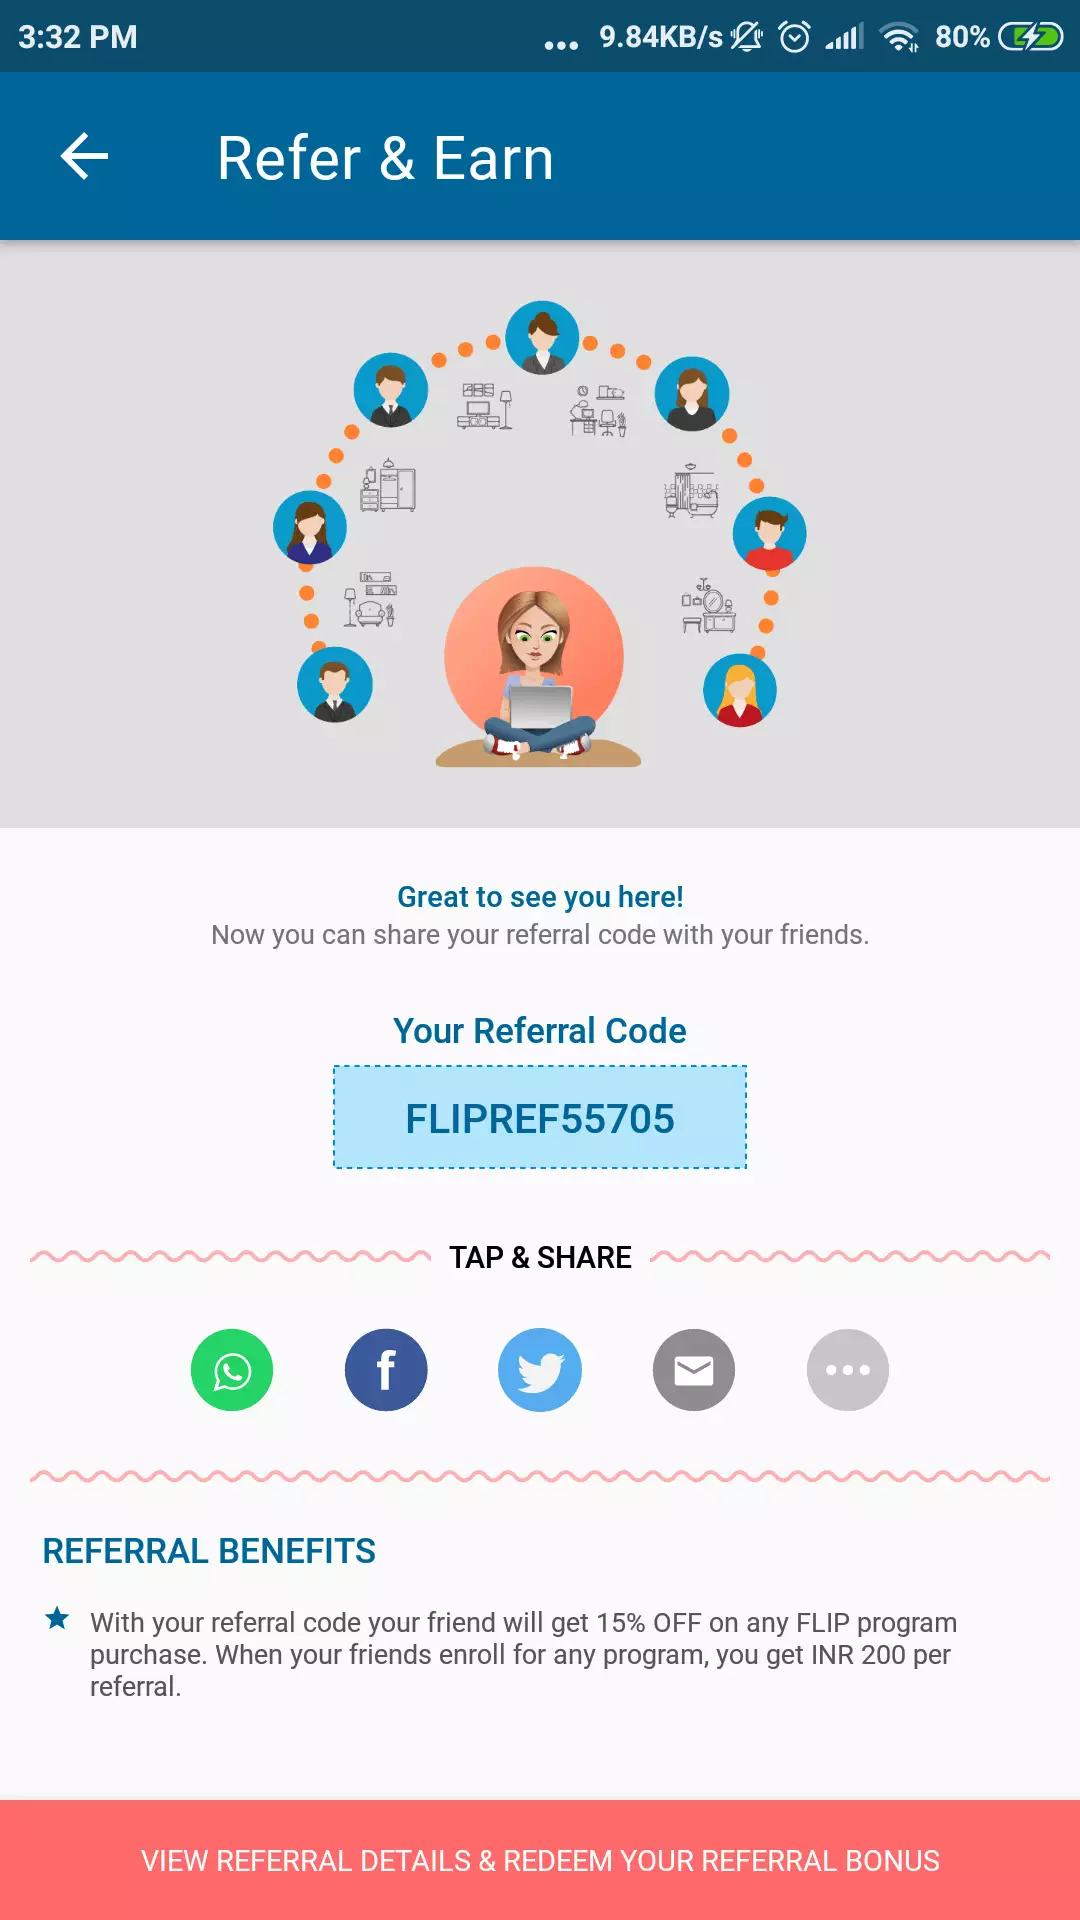 3:32 PM
... 9.84KB/s 80%
Refer & Earn
Great to see you here!
Now you can share your referral code with your friends.
Your Referral Code
FLIPREF55705
TAP & SHARE
REFERRAL BENEFITS
With your referral code your friend will get 15% OFF on any FLIP program
purchase. When your friends enroll for any program, you get INR 200 per
referral.
VIEW REFERRAL DETAILS & REDEEM YOUR REFERRAL BONUS